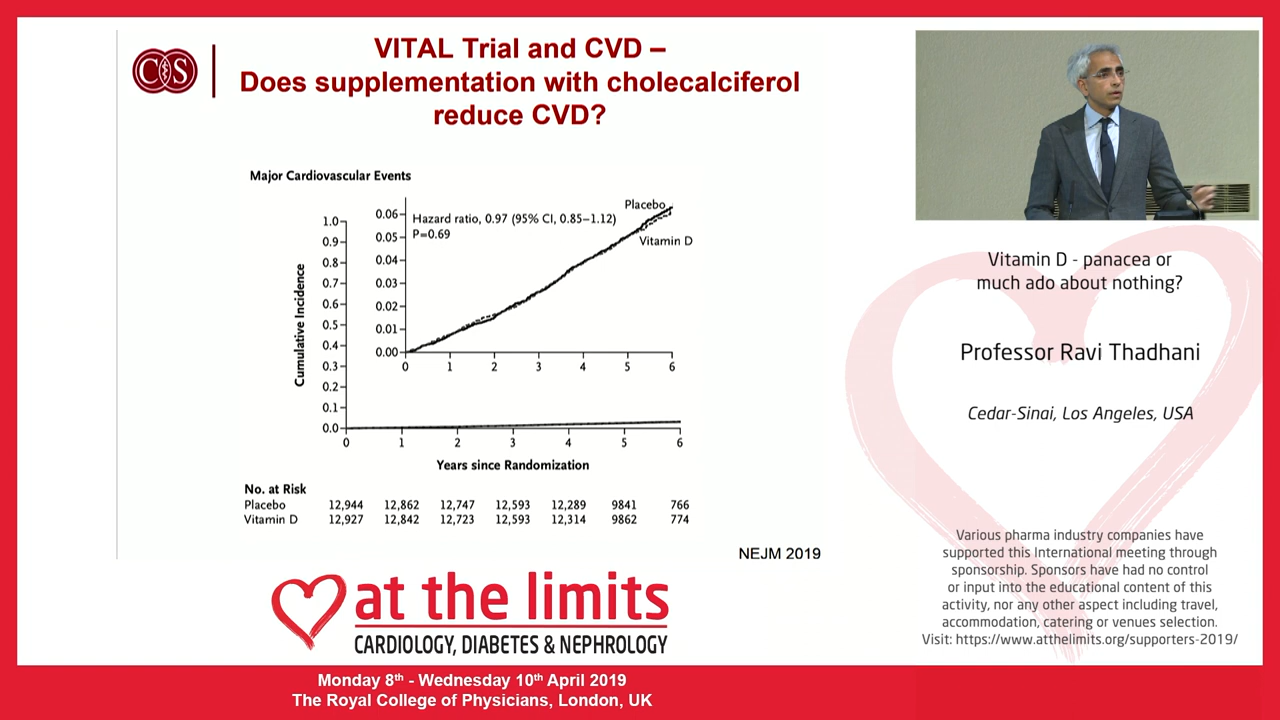 CS
VITAL Trial and CVD –
Does supplementation with cholecalciferol
reduce CVD?
Major Cardiovascular Events
Cumulative Incidence
1.0
0.9
0.8
0.7
0.6
0.5
0.4
0.3
0.2
0.1
0.0
0 1 2 3 4 5 6
0.06
0.05
0.04
0.03
0.02
0.01
0.00
0 1 2 3 4 5 6
Hazard ratio, 0.97 (95% CI, 0.85–1.12)
P=0.69
Placebo
Vitamin D
Years since Randomization
No. at Risk
Placebo 12,944 12,862 12,747 12,593 12,289 9841 766
Vitamin D 12,927 12,842 12,723 12,593 12,314 9862 774
NEJM 2019
at the limits
CARDIOLOGY, DIABETES & NEPHROLOGY
Monday 8th - Wednesday 10th April 2019
The Royal College of Physicians, London, UK
Vitamin D - panacea or
much ado about nothing?
Professor Ravi Thadhani
Cedar-Sinai, Los Angeles, USA
Various pharma industry companies have
supported this International meeting through
sponsorship. Sponsors have had no control
or input into the educational content of this
activity, nor any other aspect including travel,
accommodation, catering or venues selection.
Visit: https://www.atthelimits.org/supporters-2019/